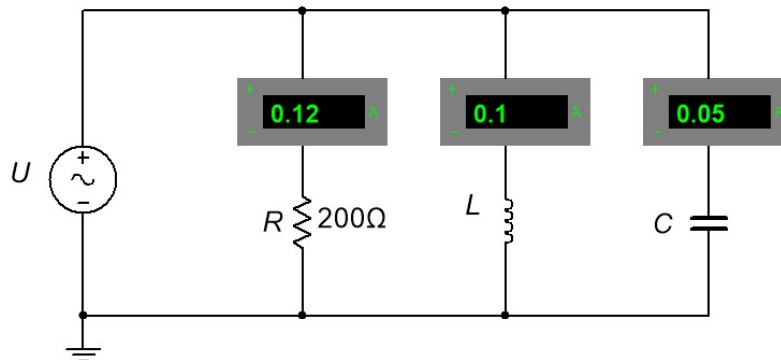 + + +
0.12 A 0.1 A 0.05 A
− − −
U + −
R 200Ω L C